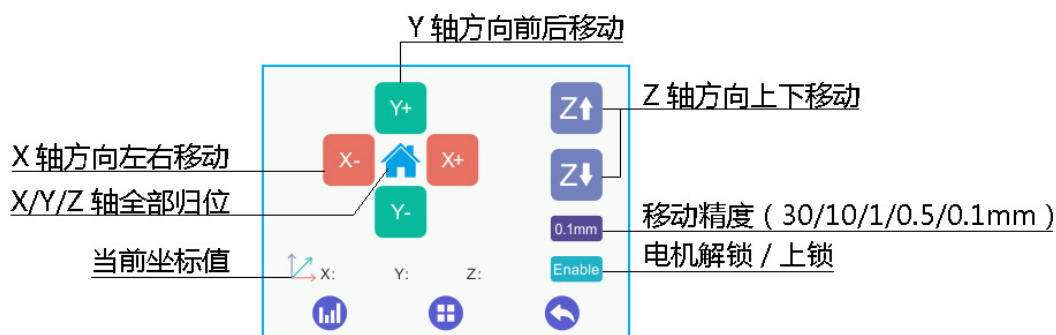 Y 轴方向前后移动
Y+
Z⬆
Z 轴方向上下移动
X 轴方向左右移动
X-
X+
Z⬇
X/Y/Z 轴全部归位
Y-
0.1mm
移动精度（30/10/1/0.5/0.1mm）
当前坐标值
X:
Y:
Z:
Enable
电机解锁 / 上锁